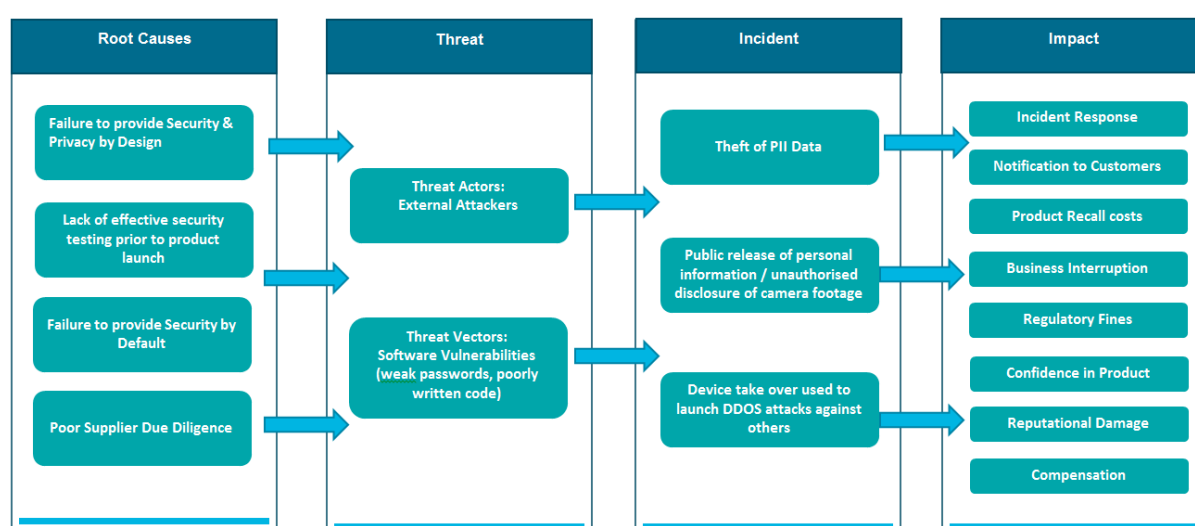 Root Causes
Failure to provide Security &
Privacy by Design
Lack of effective security
testing prior to product
launch
Failure to provide Security by
Default
Poor Supplier Due Diligence
Threat
Threat Actors:
External Attackers
Threat Vectors:
Software Vulnerabilities
(weak passwords, poorly
written code)
Incident
Theft of PII Data
Public release of personal
information / unauthorised
disclosure of camera footage
Device take over used to
launch DDOS attacks against
others
Impact
Incident Response
Notification to Customers
Product Recall costs
Business Interruption
Regulatory Fines
Confidence in Product
Reputational Damage
Compensation